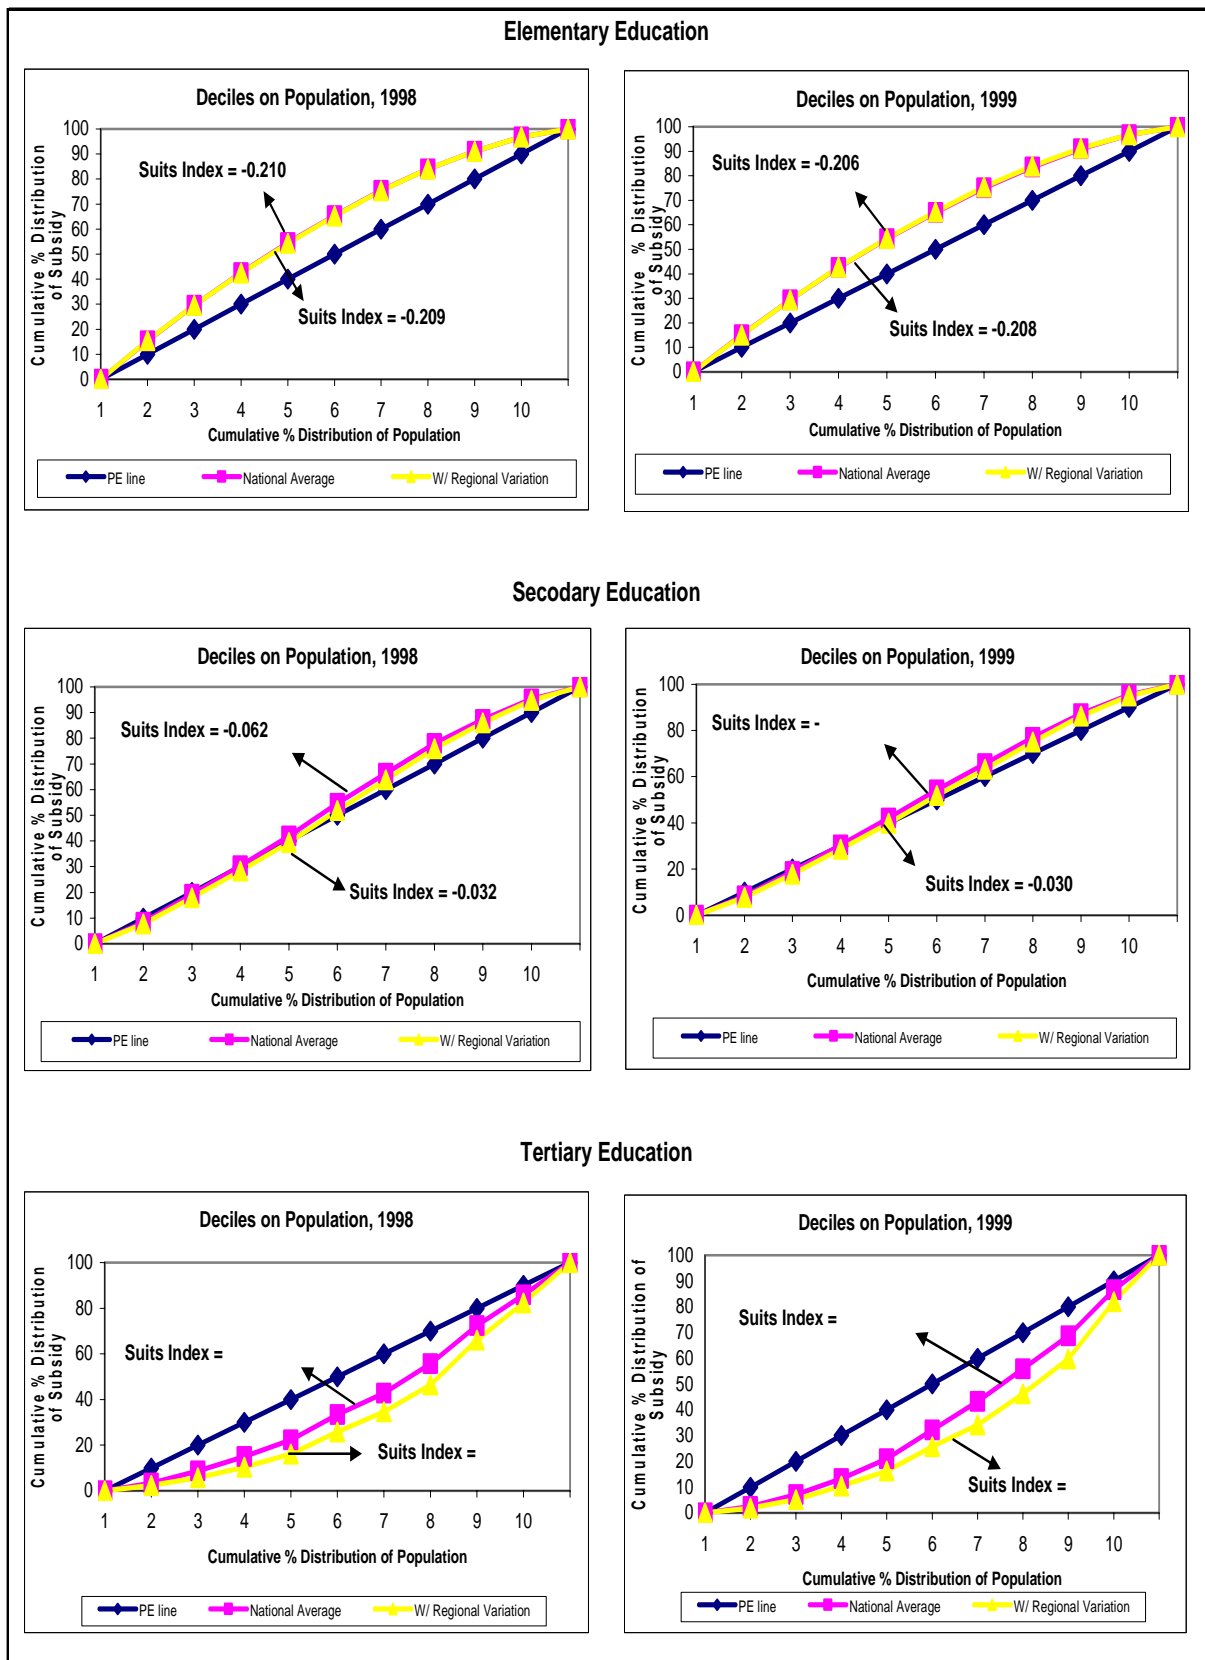 Elementary Education
Deciles on Population, 1998
Cumulative % Distribution
of Subsidy
100
90
80
70
60
50
40
30
20
10
0
Suits Index = -0.210
Suits Index = -0.209
1 2 3 4 5 6 7 8 9 10
Cumulative % Distribution of Population
PE line National Average W/ Regional Variation
Deciles on Population, 1999
Cumulative % Distribution
of Subsidy
100
90
80
70
60
50
40
30
20
10
0
Suits Index = -0.206
Suits Index = -0.208
1 2 3 4 5 6 7 8 9 10
Cumulative % Distribution of Population
PE line National Average W/ Regional Variation
Secodary Education
Deciles on Population, 1998
Cumulative % Distribution
of Subsidy
100
90
80
70
60
50
40
30
20
10
0
Suits Index = -0.062
Suits Index = -0.032
1 2 3 4 5 6 7 8 9 10
Cumulative % Distribution of Population
PE line National Average W/ Regional Variation
Deciles on Population, 1999
Cumulative % Distribution
of Subsidy
100
80
60
40
20
0
Suits Index = -
Suits Index = -0.030
1 2 3 4 5 6 7 8 9 10
Cumulative % Distribution of Population
PE line National Average W/ Regional Variation
Tertiary Education
Deciles on Population, 1998
Cumulative % Distribution
of Subsidy
100
80
60
40
20
0
Suits Index =
Suits Index =
1 2 3 4 5 6 7 8 9 10
Cumulative % Distribution of Population
PE line National Average W/ Regional Variation
Deciles on Population, 1999
Cumulative % Distribution of
Subsidy
100
90
80
70
60
50
40
30
20
10
0
Suits Index =
Suits Index =
1 2 3 4 5 6 7 8 9 10
Cumulative % Distribution of Population
PE line National Average W/ Regional Variation